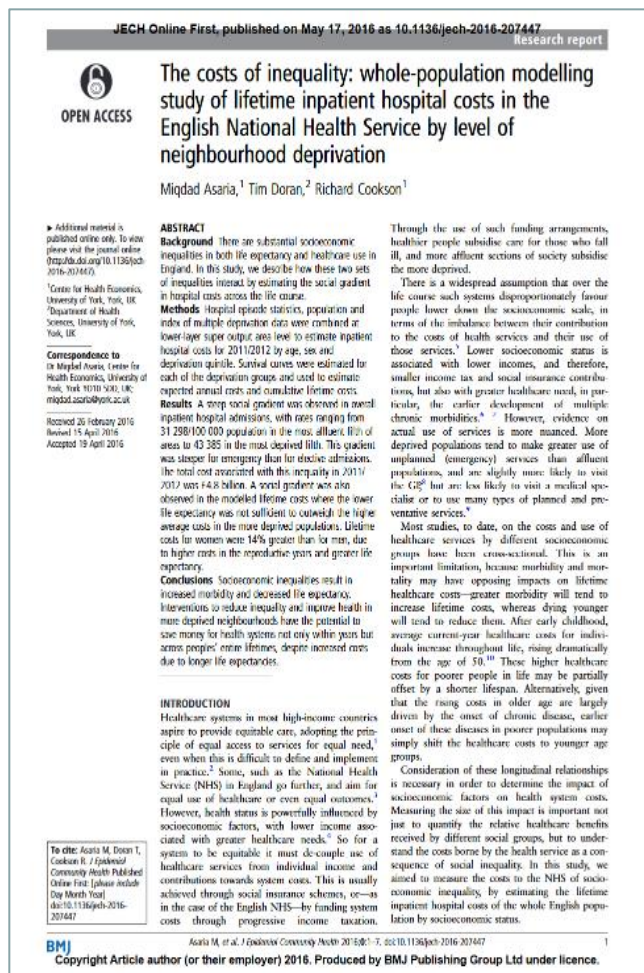 JECH Online First, published on May 17, 2016 as 10.1136/jech-2016-207447
Research report
OPEN ACCESS
The costs of inequality: whole-population modelling
study of lifetime inpatient hospital costs in the
English National Health Service by level of
neighbourhood deprivation
Miqdad Asaria,1 Tim Doran,2 Richard Cookson1
► Additional material is
published online only. To view
please visit the journal online
(http://dx.doi.org/10.1136/jech-
2016-207447).
1Centre for Health Economics,
University of York, York, UK
2Department of Health
Sciences, University of York,
York, UK
Correspondence to
Dr Miqdad Asaria, Centre for
Health Economics, University of
York, York YO10 5DD, UK;
miqdad.asaria@york.ac.uk
Received 26 February 2016
Revised 15 April 2016
Accepted 19 April 2016
To cite: Asaria M, Doran T,
Cookson R. J Epidemiol
Community Health Published
Online First: [please include
Day Month Year]
doi:10.1136/jech-2016-
207447
ABSTRACT
Background There are substantial socioeconomic
inequalities in both life expectancy and healthcare use in
England. In this study, we describe how these two sets
of inequalities interact by estimating the social gradient
in hospital costs across the life course.
Methods Hospital episode statistics, population and
index of multiple deprivation data were combined at
lower-layer super output area level to estimate inpatient
hospital costs for 2011/2012 by age, sex and
deprivation quintile. Survival curves were estimated for
each of the deprivation groups and used to estimate
expected annual costs and cumulative lifetime costs.
Results A steep social gradient was observed in overall
inpatient hospital admissions, with rates ranging from
31 298/100 000 population in the most affluent fifth of
areas to 43 385 in the most deprived fifth. This gradient
was steeper for emergency than for elective admissions.
The total cost associated with this inequality in 2011/
2012 was £4.8 billion. A social gradient was also
observed in the modelled lifetime costs where the lower
life expectancy was not sufficient to outweigh the higher
average costs in the more deprived populations. Lifetime
costs for women were 14% greater than for men, due
to higher costs in the reproductive years and greater life
expectancy.
Conclusions Socioeconomic inequalities result in
increased morbidity and decreased life expectancy.
Interventions to reduce inequality and improve health in
more deprived neighbourhoods have the potential to
save money for health systems not only within years but
across peoples' entire lifetimes, despite increased costs
due to longer life expectancies.
INTRODUCTION
Healthcare systems in most high-income countries
aspire to provide equitable care, adopting the prin-
ciple of equal access to services for equal need,1
even when this is difficult to define and implement
in practice.2 Some, such as the National Health
Service (NHS) in England go further, and aim for
equal use of healthcare or even equal outcomes.3
However, health status is powerfully influenced by
socioeconomic factors, with lower income asso-
ciated with greater healthcare needs.4 So for a
system to be equitable it must de-couple use of
healthcare services from individual income and
contributions towards system costs. This is usually
achieved through social insurance schemes, or—as
in the case of the English NHS—by funding system
costs through progressive income taxation.
Through the use of such funding arrangements,
healthier people subsidise care for those who fall
ill, and more affluent sections of society subsidise
the more deprived.
There is a widespread assumption that over the
life course such systems disproportionately favour
people lower down the socioeconomic scale, in
terms of the imbalance between their contribution
to the costs of health services and their use of
those services.5 Lower socioeconomic status is
associated with lower incomes, and therefore,
smaller income tax and social insurance contribu-
tions, but also with greater healthcare need, in par-
ticular, the earlier development of multiple
chronic morbidities.6 7 However, evidence on
actual use of services is more nuanced. More
deprived populations tend to make greater use of
unplanned (emergency) services than affluent
populations, and are slightly more likely to visit
the GP8 but are less likely to visit a medical spe-
cialist or to use many types of planned and pre-
ventative services.9
Most studies, to date, on the costs and use of
healthcare services by different socioeconomic
groups have been cross-sectional. This is an
important limitation, because morbidity and mor-
tality may have opposing impacts on lifetime
healthcare costs—greater morbidity will tend to
increase lifetime costs, whereas dying younger
will tend to reduce them. After early childhood,
average current-year healthcare costs for indivi-
duals increase throughout life, rising dramatically
from the age of 50.10 These higher healthcare
costs for poorer people in life may be partially
offset by a shorter lifespan. Alternatively, given
that the rising costs in older age are largely
driven by the onset of chronic disease, earlier
onset of these diseases in poorer populations may
simply shift the healthcare costs to younger age
groups.
Consideration of these longitudinal relationships
is necessary in order to determine the impact of
socioeconomic factors on health system costs.
Measuring the size of this impact is important not
just to quantify the relative healthcare benefits
received by different social groups, but to under-
stand the costs borne by the health service as a con-
sequence of social inequality. In this study, we
aimed to measure the costs to the NHS of socio-
economic inequality, by estimating the lifetime
inpatient hospital costs of the whole English popu-
lation by socioeconomic status.
BMJ
Asaria M, et al. J Epidemiol Community Health 2016;0:1–7. doi:10.1136/jech-2016-207447
1
Copyright Article author (or their employer) 2016. Produced by BMJ Publishing Group Ltd under licence.